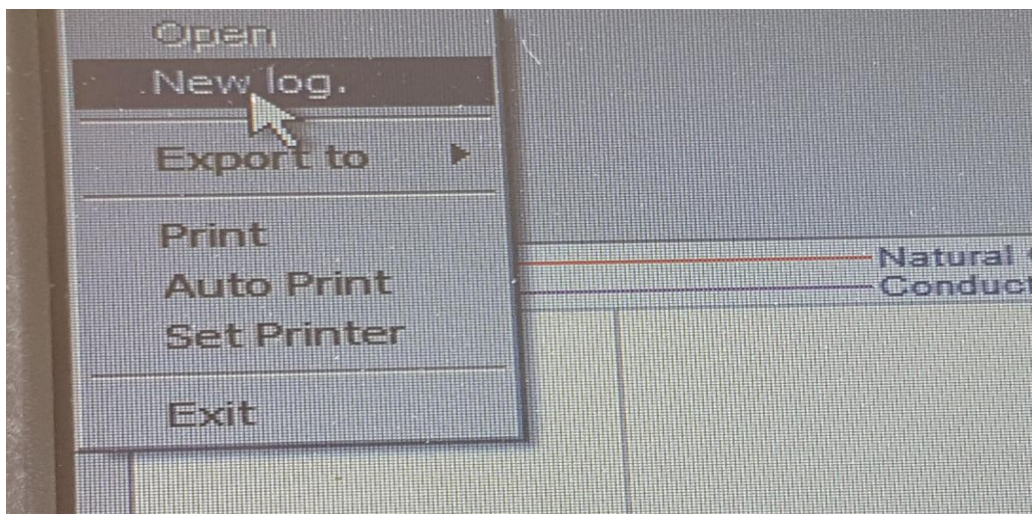 Open
New log.
Export to
Print
Auto Print
Set Printer
Exit
Natural
Conduct